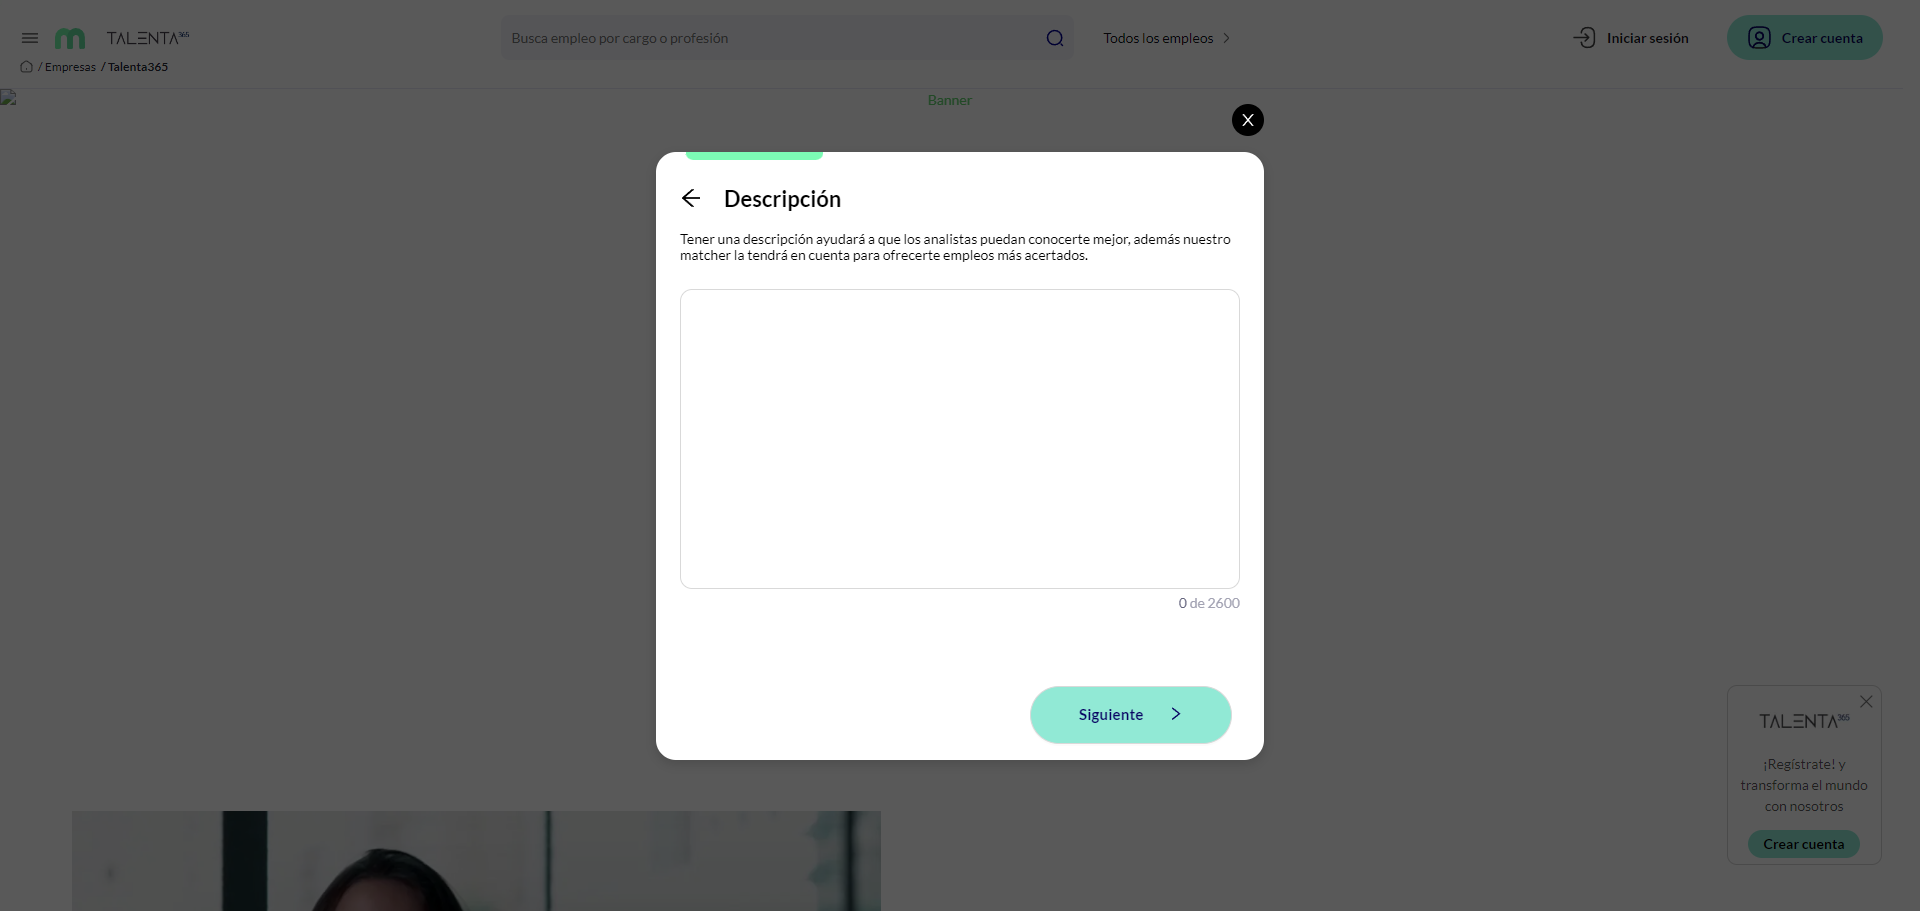 TALENTA365
Busca empleo por cargo o profesión
Todos los empleos
Iniciar sesión
Crear cuenta
/ Empresas / Talenta365
Banner
X
Descripción
Tener una descripción ayudará a que los analistas puedan conocerte mejor, además nuestro
matcher la tendrá en cuenta para ofrecerte empleos más acertados.
0 de 2600
Siguiente
TALENTA365
¡Regístrate! y
transforma el mundo
con nosotros
Crear cuenta